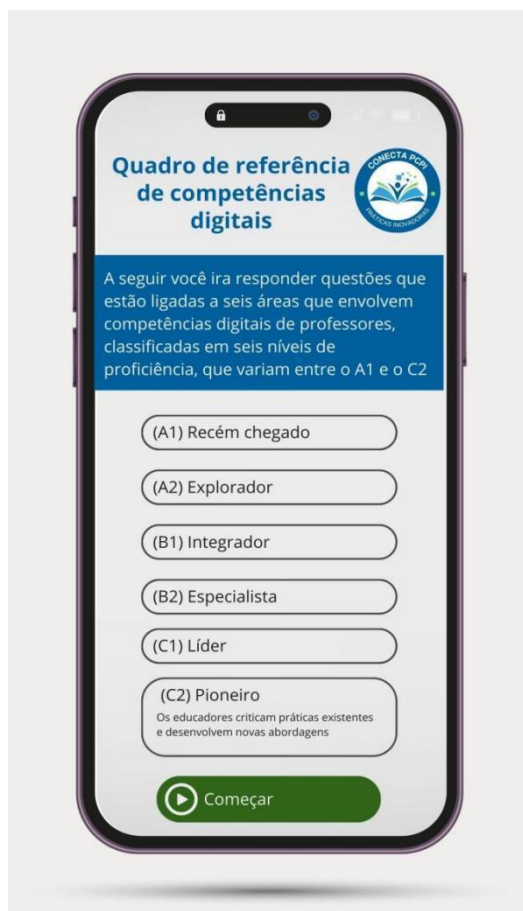 Quadro de referência
de competências
digitais
CONECTA PCPI
PRÁTICAS INOVADORAS
A seguir você ira responder questões que
estão ligadas a seis áreas que envolvem
competências digitais de professores,
classificadas em seis níveis de
proficiência, que variam entre o A1 e o C2
(A1) Recém chegado
(A2) Explorador
(B1) Integrador
(B2) Especialista
(C1) Líder
(C2) Pioneiro
Os educadores criticam práticas existentes
e desenvolvem novas abordagens
Começar